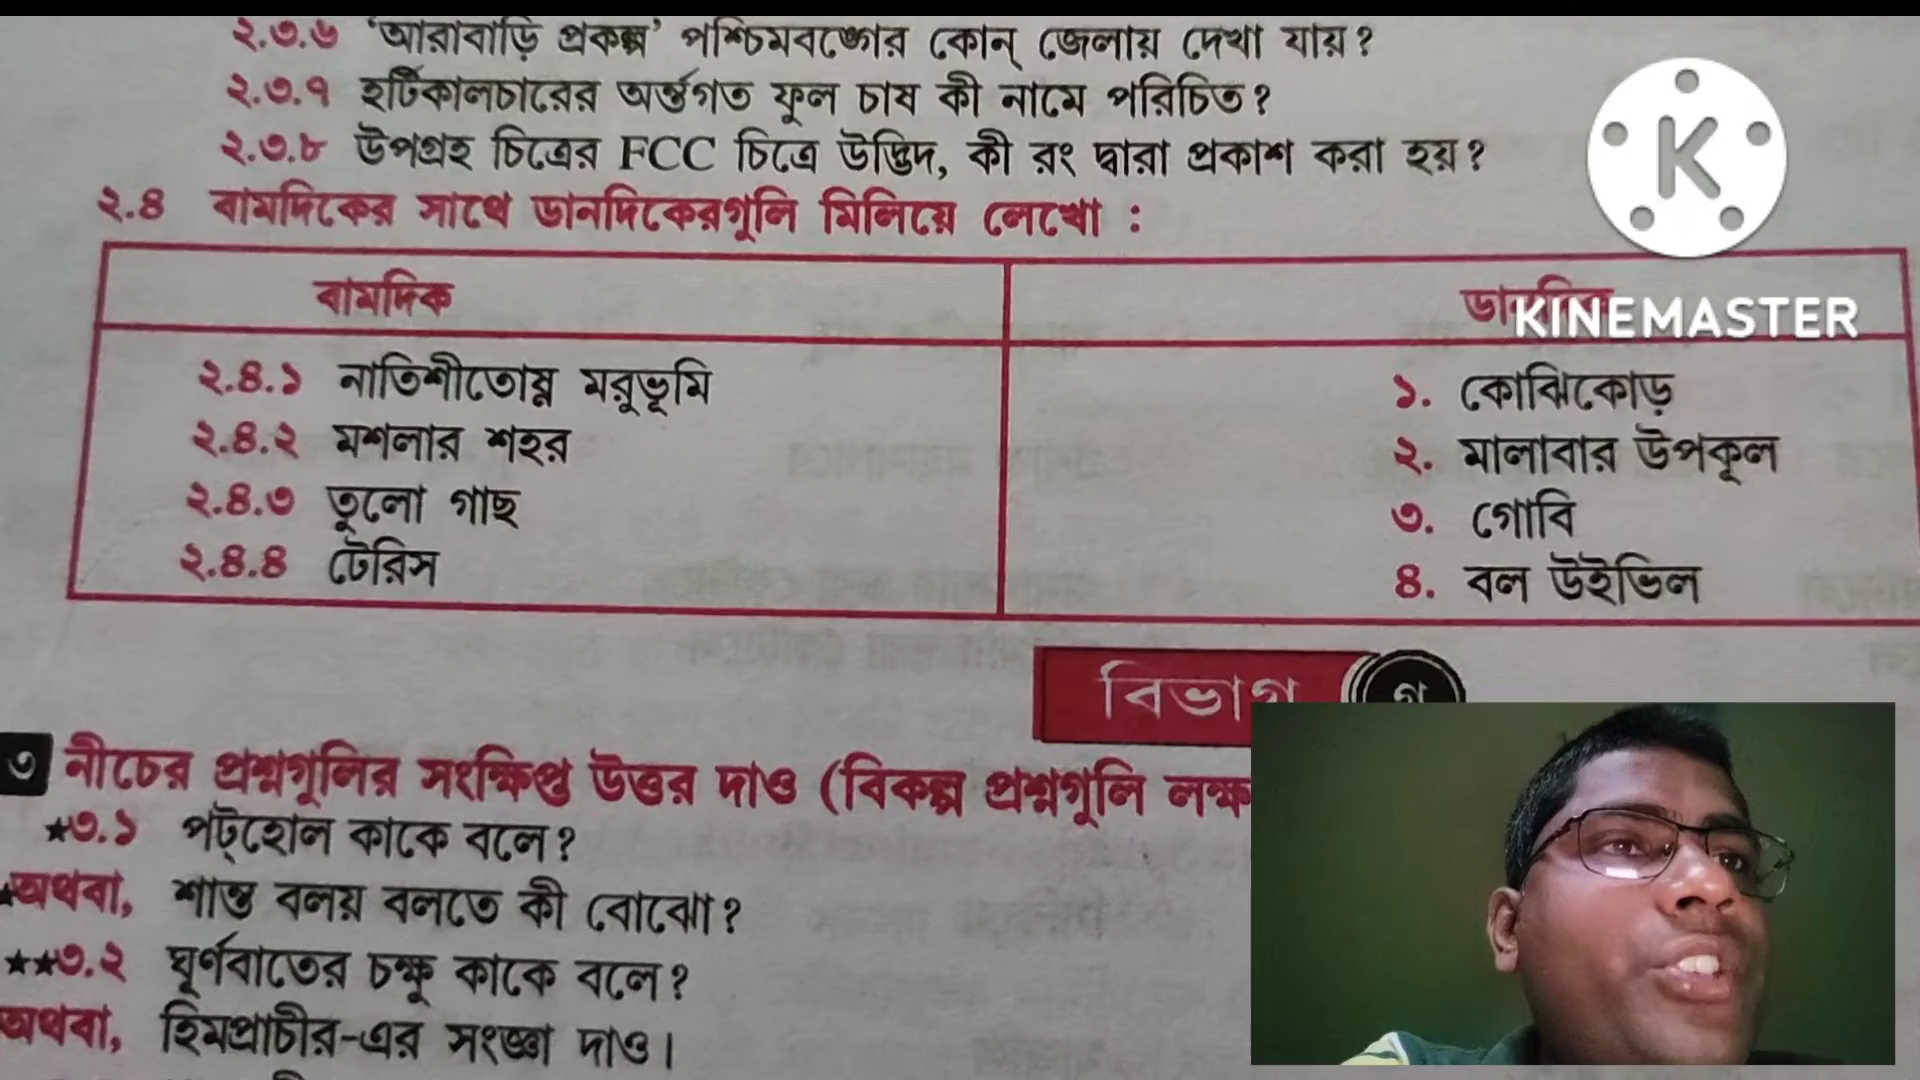 ২.৩.৬ ‘আরাবাড়ি প্রকল্প’ পশ্চিমবঙ্গের কোন্ জেলায় দেখা যায়?
২.৩.৭ হর্টিকালচারের অর্ন্তগত ফুল চাষ কী নামে পরিচিত?
২.৩.৮ উপগ্রহ চিত্রের FCC চিত্রে উদ্ভিদ, কী রং দ্বারা প্রকাশ করা হয়?
২.৪ বামদিকের সাথে ডানদিকেরগুলি মিলিয়ে লেখো :
বামদিক
২.৪.১ নাতিশীতোষ্ণ মরুভূমি
২.৪.২ মশলার শহর
২.৪.৩ তুলো গাছ
২.৪.৪ টেরিস
ডানদিক
১. কোঝিকোড়
২. মালাবার উপকূল
৩. গোবি
৪. বল উইভিল
K
KINEMASTER
বিভাগ গ
৩ নীচের প্রশ্নগুলির সংক্ষিপ্ত উত্তর দাও (বিকল্প প্রশ্নগুলি
★৩.১ পট্‌হোল কাকে বলে?
অথবা, শান্ত বলয় বলতে কী বোঝো?
★★৩.২ ঘূর্ণবাতের চক্ষু কাকে বলে?
অথবা, হিমপ্রাচীর-এর সংজ্ঞা দাও।